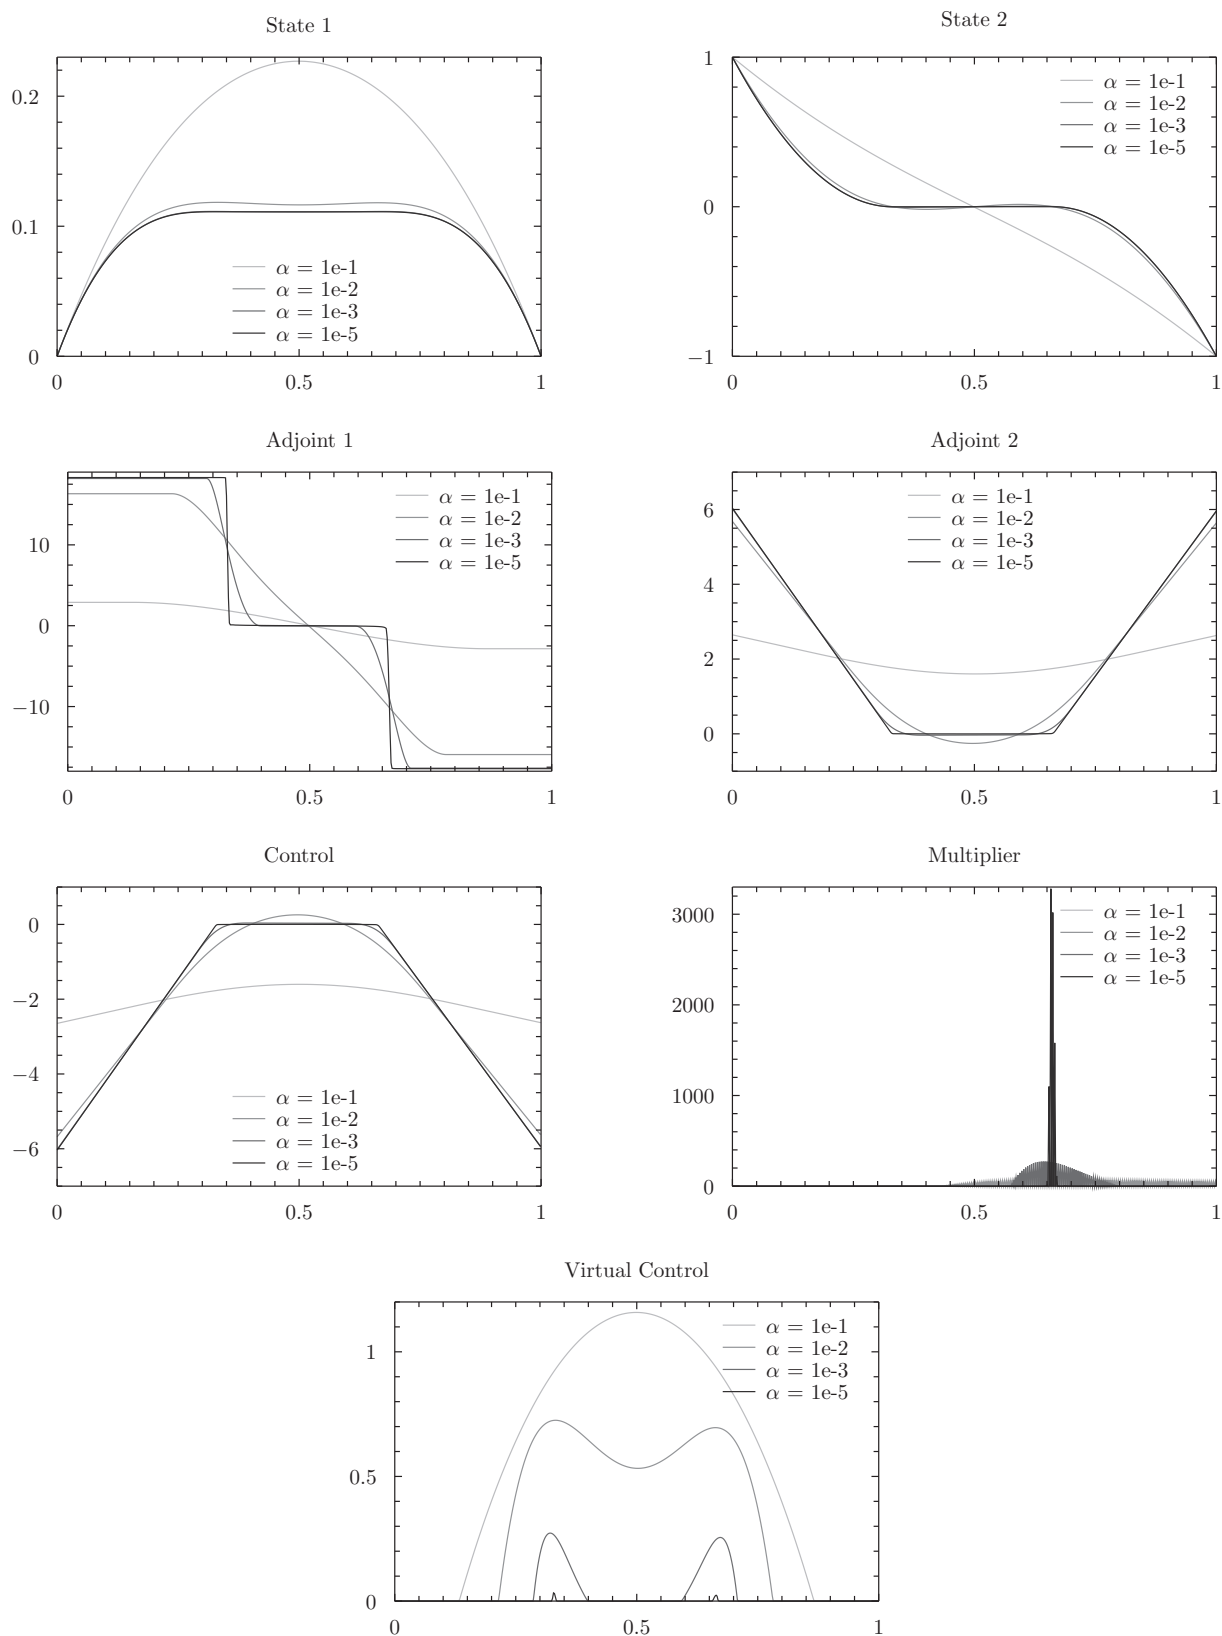 State 1
0.2
0.1
0
α = 1e-1
α = 1e-2
α = 1e-3
α = 1e-5
0 0.5 1
State 2
1
0
−1
α = 1e-1
α = 1e-2
α = 1e-3
α = 1e-5
0 0.5 1
Adjoint 1
10
0
−10
α = 1e-1
α = 1e-2
α = 1e-3
α = 1e-5
0 0.5 1
Adjoint 2
6
4
2
0
α = 1e-1
α = 1e-2
α = 1e-3
α = 1e-5
0 0.5 1
Control
0
−2
−4
−6
α = 1e-1
α = 1e-2
α = 1e-3
α = 1e-5
0 0.5 1
Multiplier
3000
2000
1000
0
α = 1e-1
α = 1e-2
α = 1e-3
α = 1e-5
0 0.5 1
Virtual Control
1
0.5
0
α = 1e-1
α = 1e-2
α = 1e-3
α = 1e-5
0 0.5 1